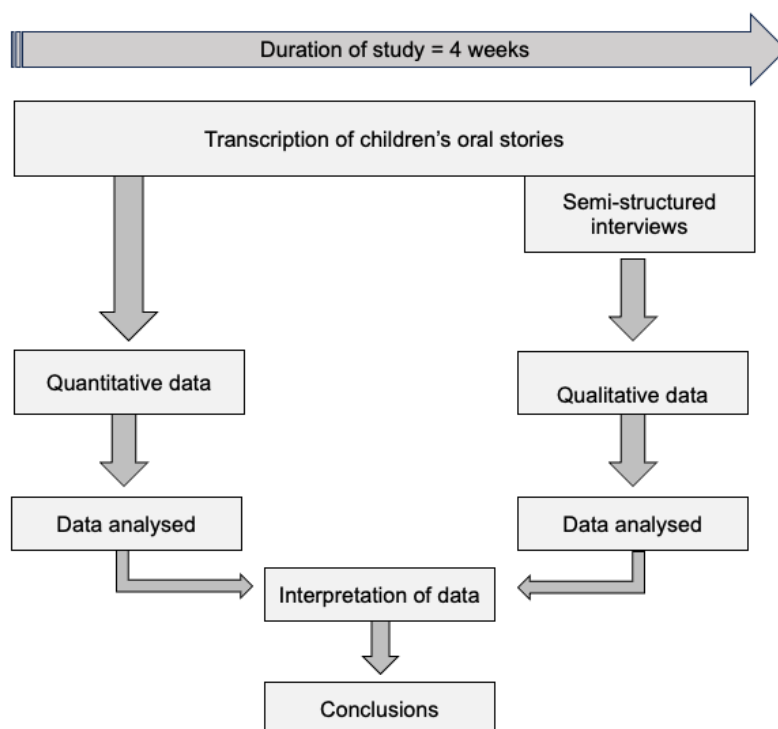 Duration of study = 4 weeks
Transcription of children's oral stories
Semi-structured
interviews
Quantitative data
Qualitative data
Data analysed
Data analysed
Interpretation of data
Conclusions